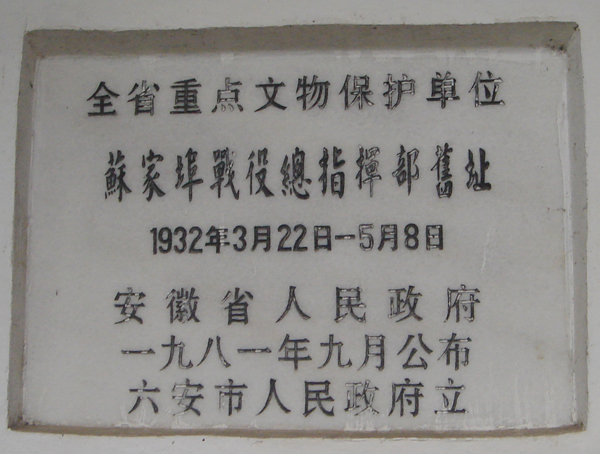 全省重点文物保护单位
蘇家埠戰役總指揮部舊址
1932年3月22日—5月8日
安徽省人民政府
一九八一年九月公布
六安市人民政府立